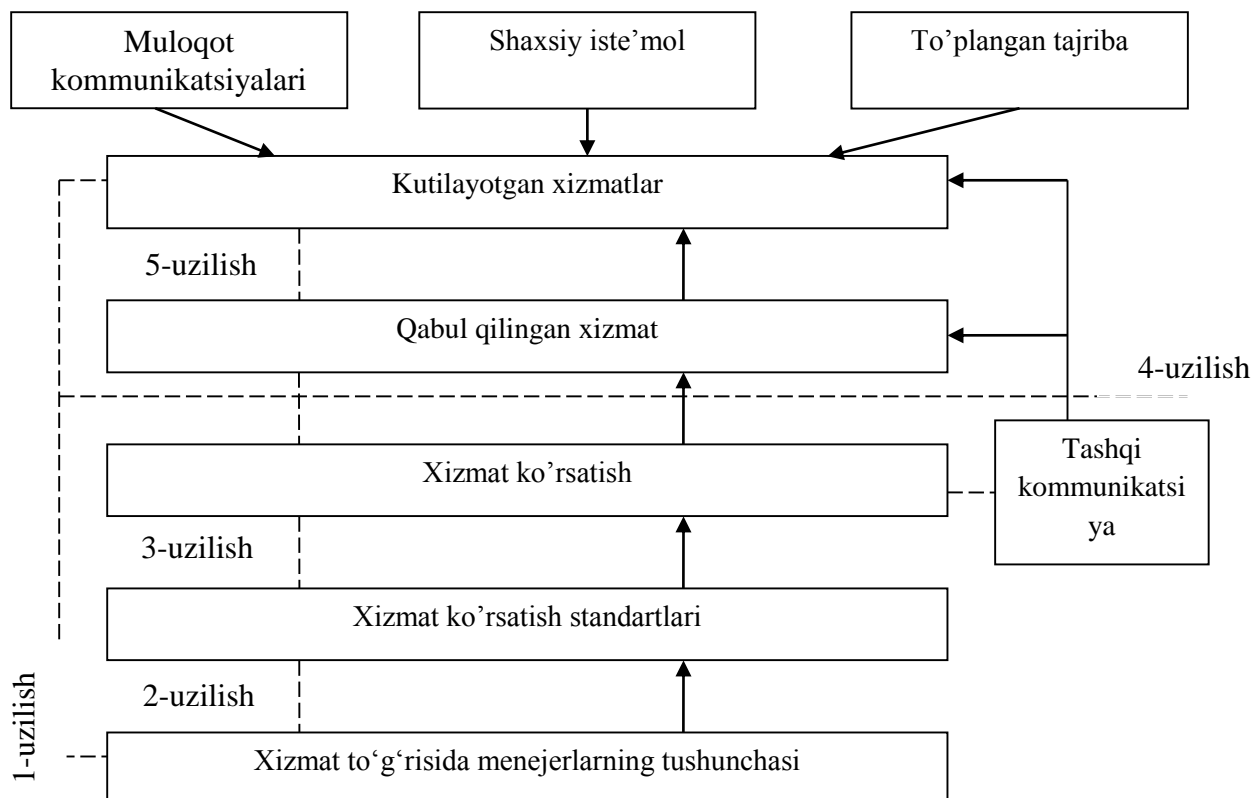 Muloqot
kommunikatsiyalari
Shaxsiy iste’mol
To’plangan tajriba
Kutilayotgan xizmatlar
5-uzilish
Qabul qilingan xizmat
4-uzilish
Xizmat ko’rsatish
Tashqi
kommunikatsi
ya
3-uzilish
Xizmat ko’rsatish standartlari
2-uzilish
1-uzilish
Xizmat to‘g‘risida menejerlarning tushunchasi